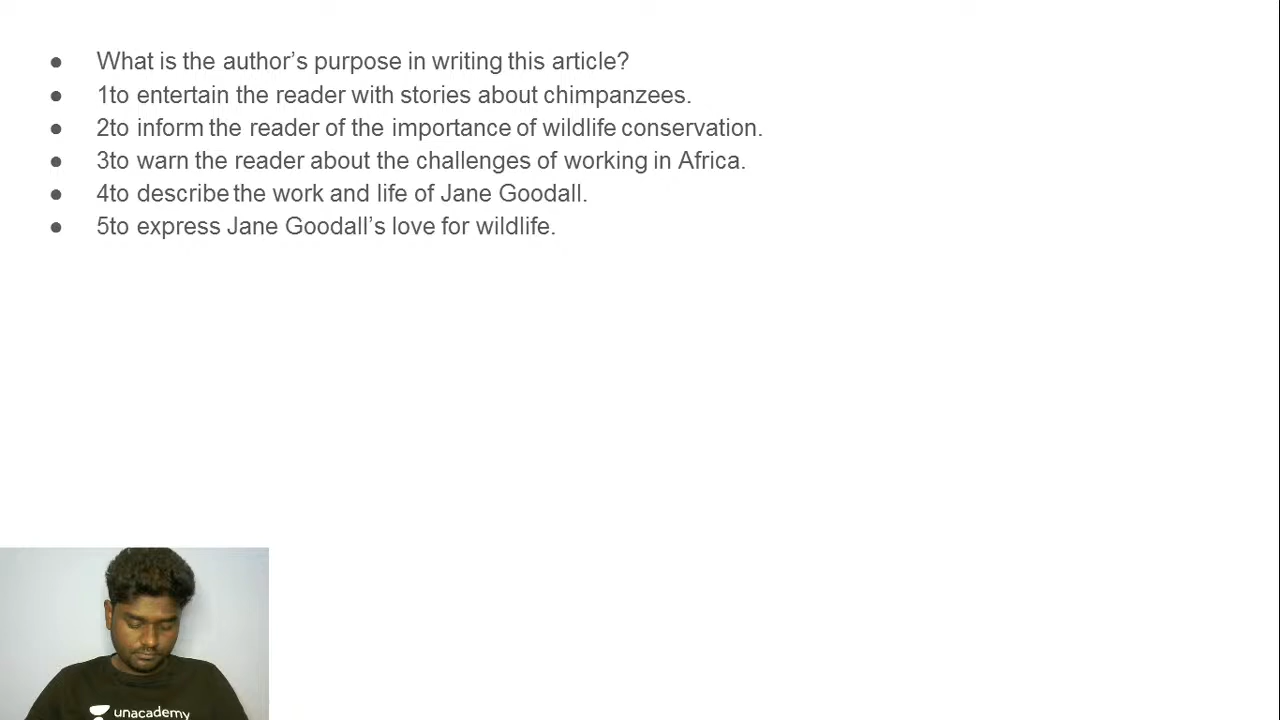 ● What is the author’s purpose in writing this article?
● 1to entertain the reader with stories about chimpanzees.
● 2to inform the reader of the importance of wildlife conservation.
● 3to warn the reader about the challenges of working in Africa.
● 4to describe the work and life of Jane Goodall.
● 5to express Jane Goodall’s love for wildlife.
unacademy